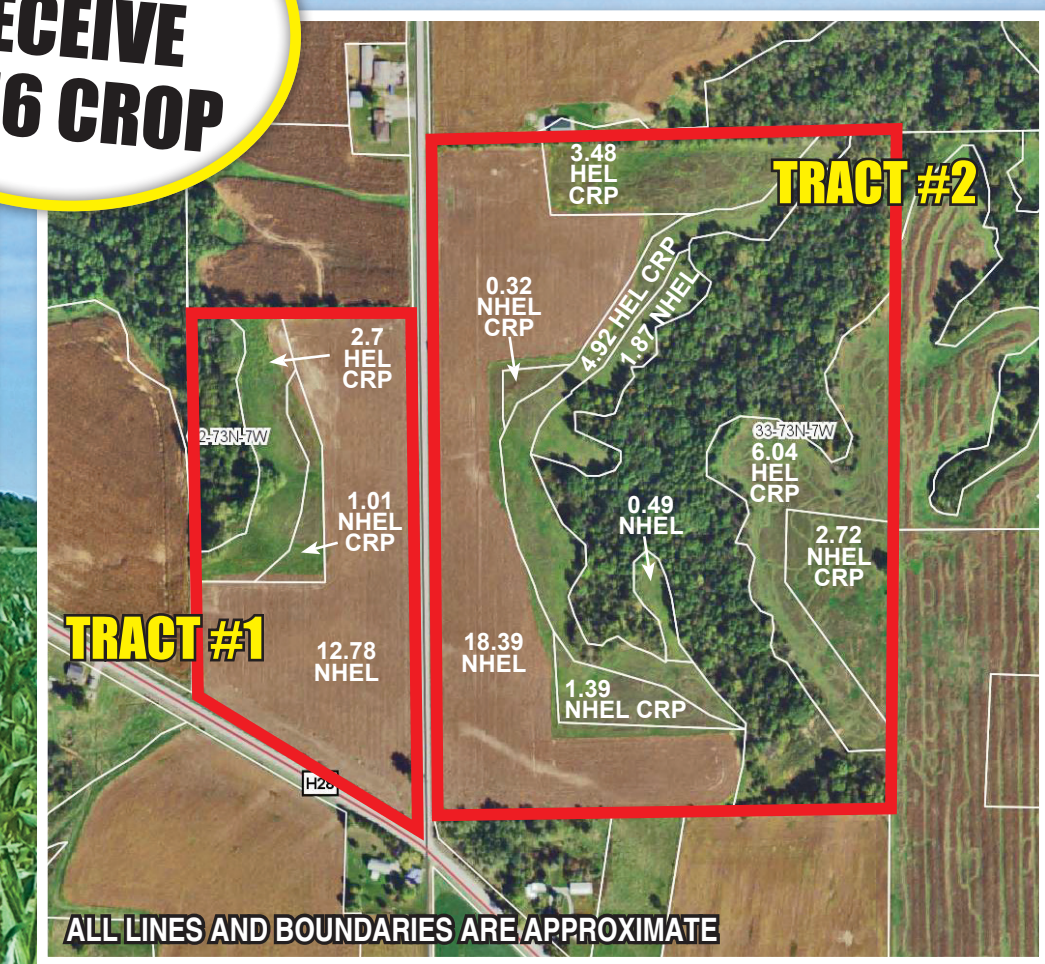 ECEIVE
6 CROP
TRACT #2
3.48
HEL
CRP
4.92 HEL CRP
1.87 NHEL
0.32
NHEL
CRP
2.7
HEL
CRP
2-73N-7W
33-73N-7W
6.04
HEL
CRP
1.01
NHEL
CRP
0.49
NHEL
2.72
NHEL
CRP
TRACT #1
12.78
NHEL
18.39
NHEL
1.39
NHEL CRP
H28
ALL LINES AND BOUNDARIES ARE APPROXIMATE